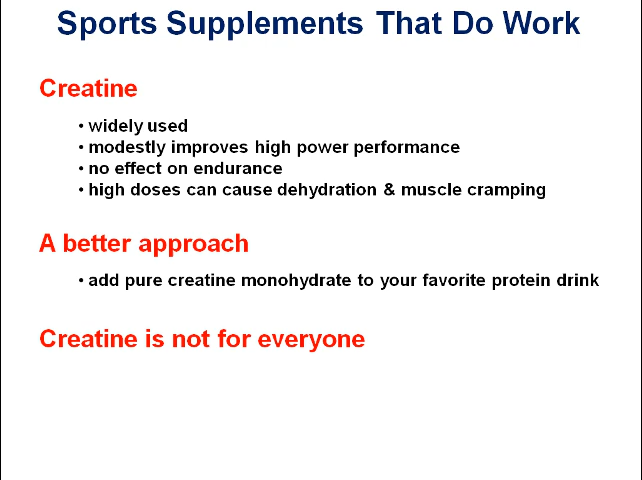 Sports Supplements That Do Work
Creatine
• widely used
• modestly improves high power performance
• no effect on endurance
• high doses can cause dehydration & muscle cramping
A better approach
• add pure creatine monohydrate to your favorite protein drink
Creatine is not for everyone